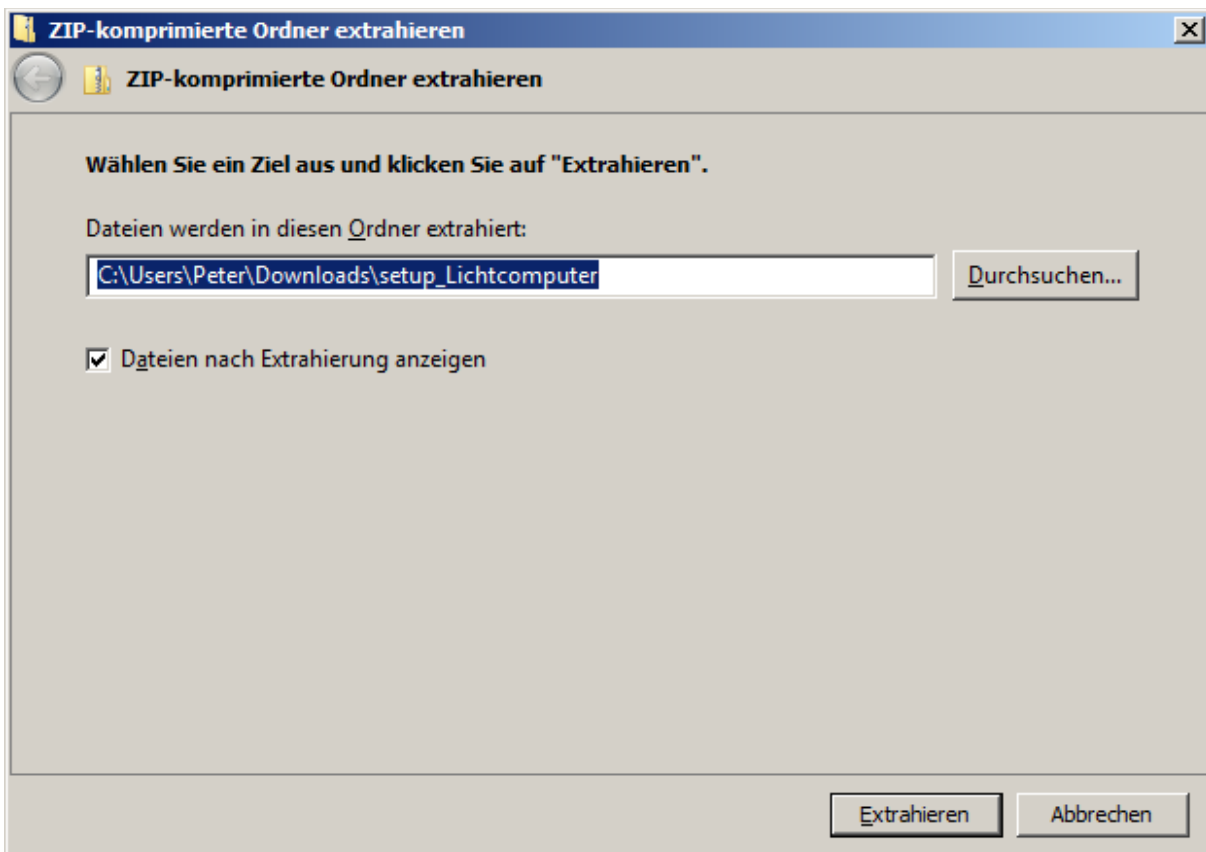 ZIP-komprimierte Ordner extrahieren
ZIP-komprimierte Ordner extrahieren
Wählen Sie ein Ziel aus und klicken Sie auf "Extrahieren".
Dateien werden in diesen Ordner extrahiert:
C:\Users\Peter\Downloads\setup_Lichtcomputer Durchsuchen...
Dateien nach Extrahierung anzeigen
Extrahieren Abbrechen